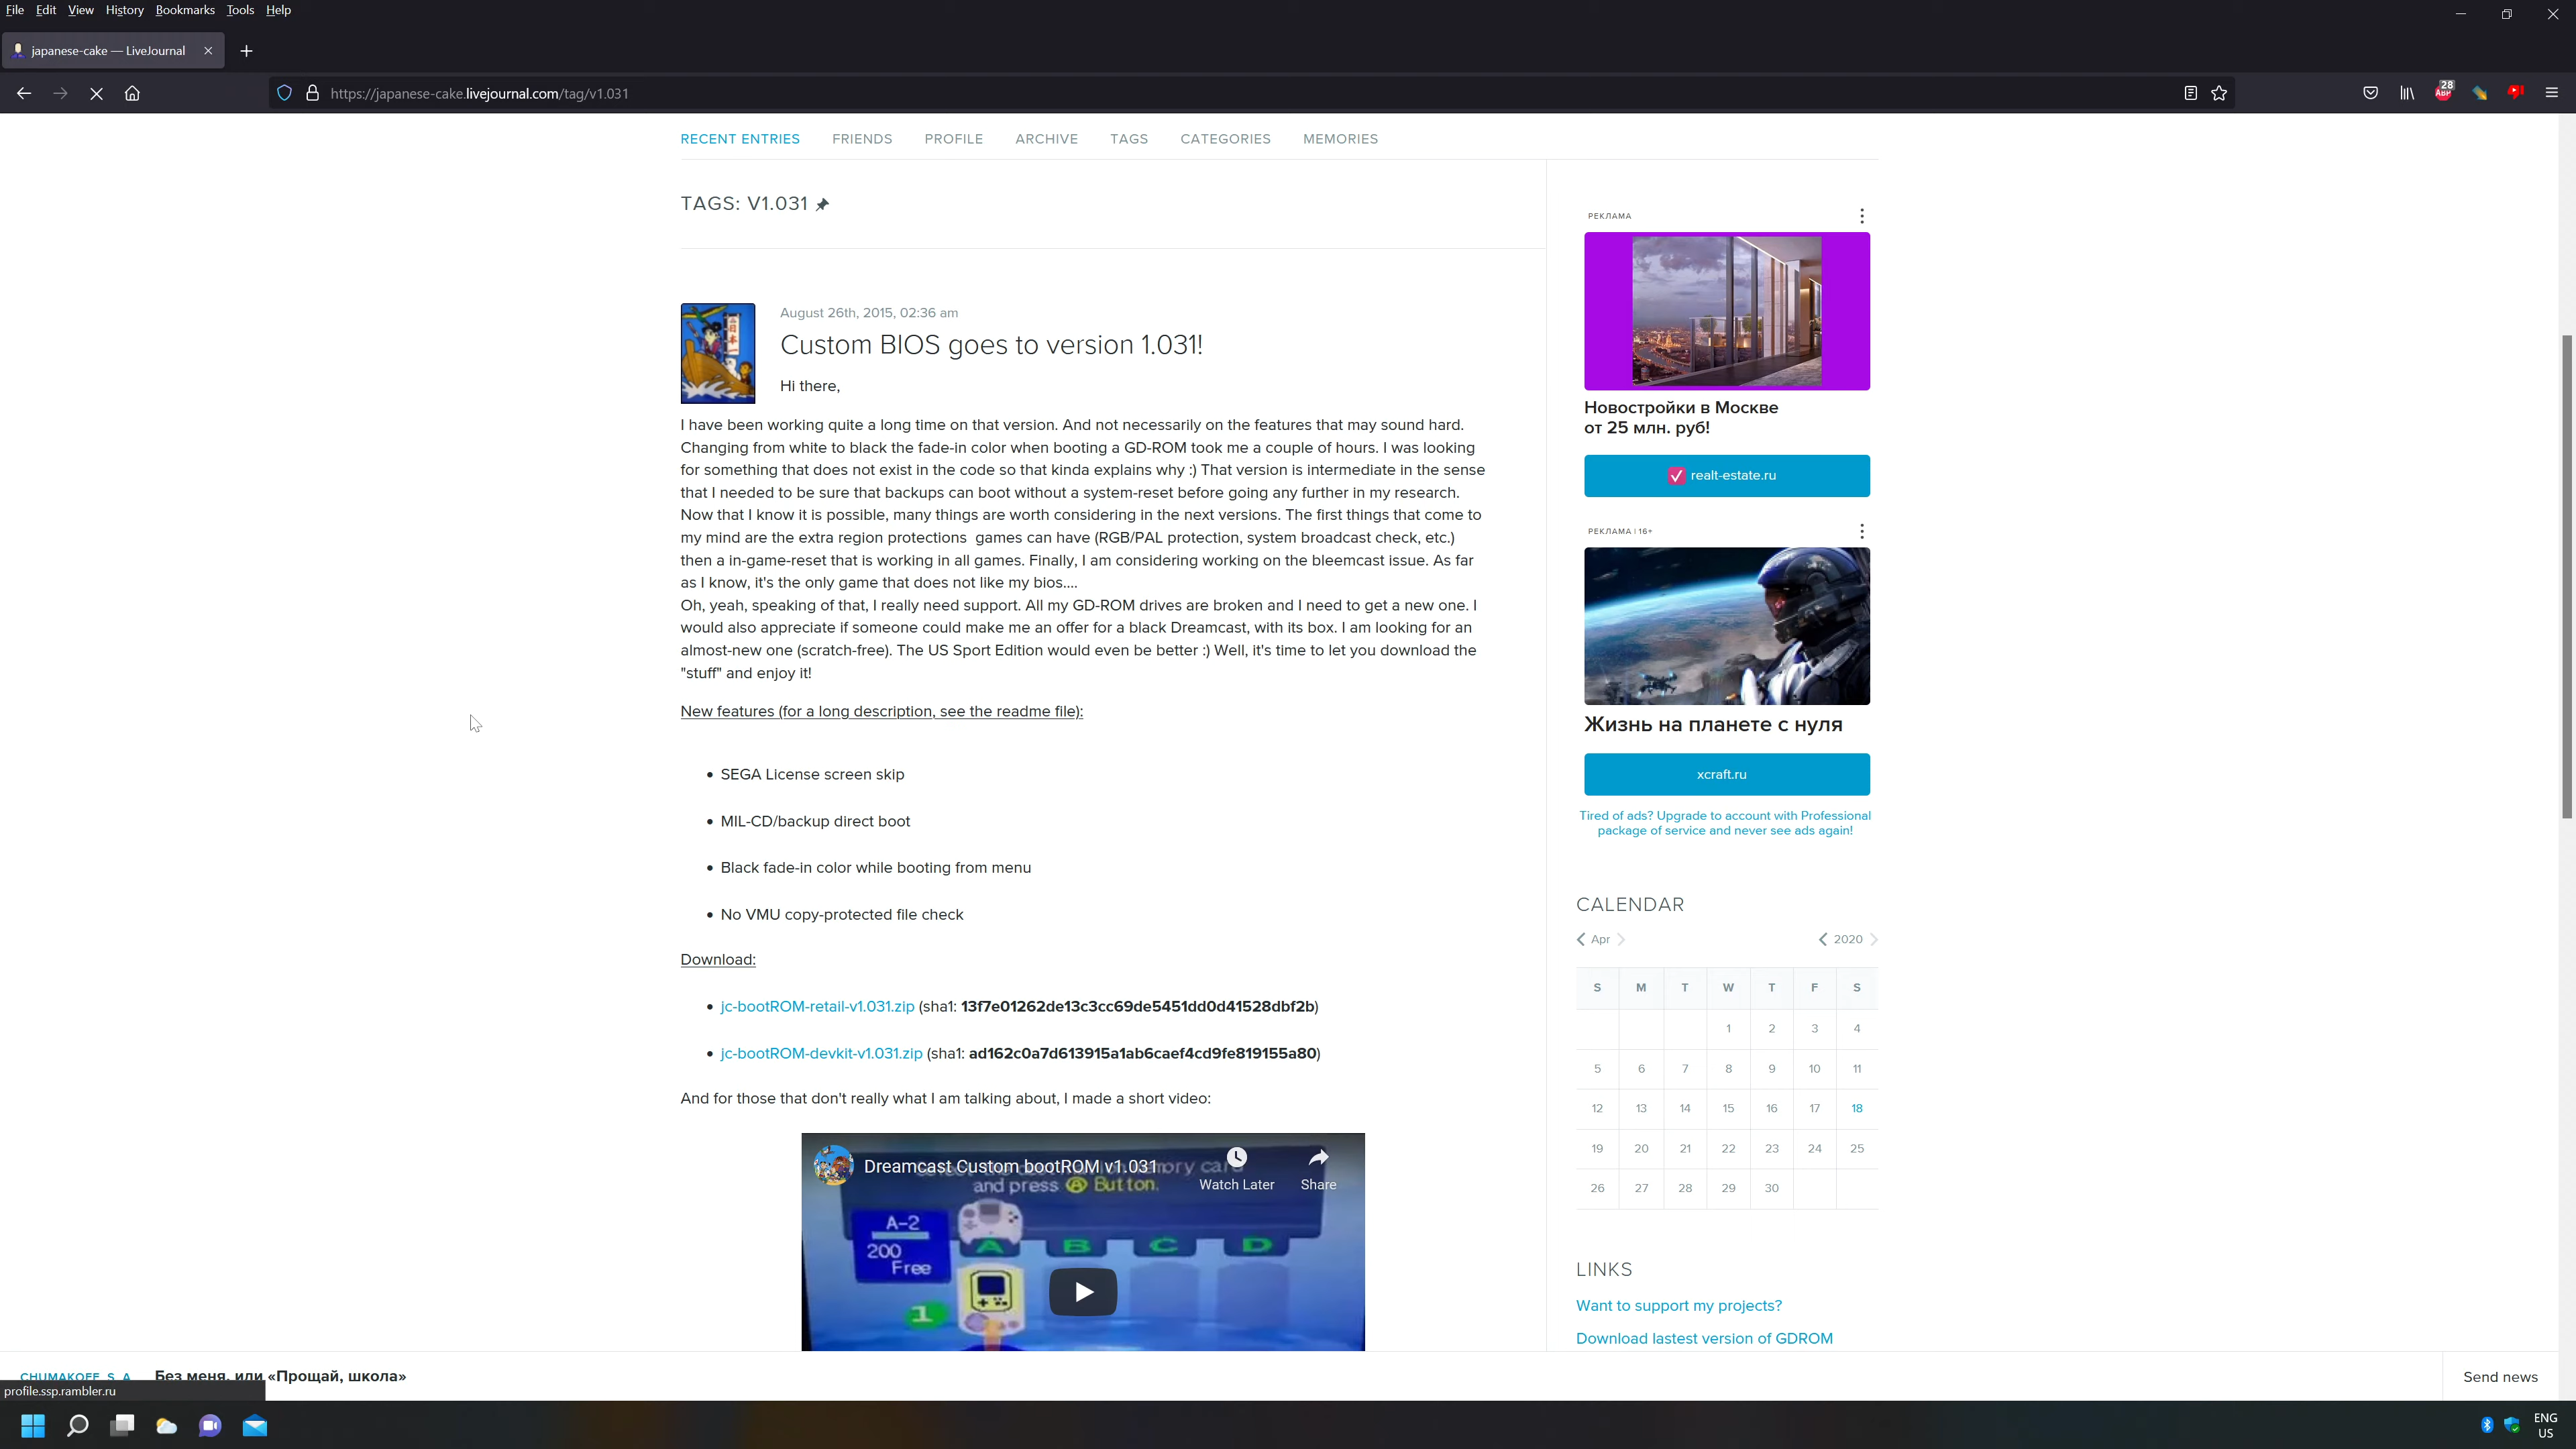 File Edit View History Bookmarks Tools Help
japanese-cake — LiveJournal
https://japanese-cake.livejournal.com/tag/v1.031
28
ABP
RECENT ENTRIES FRIENDS PROFILE ARCHIVE TAGS CATEGORIES MEMORIES
TAGS: V1.031
August 26th, 2015, 02:36 am
Custom BIOS goes to version 1.031!
Hi there,
I have been working quite a long time on that version. And not necessarily on the features that may sound hard.
Changing from white to black the fade-in color when booting a GD-ROM took me a couple of hours. I was looking
for something that does not exist in the code so that kinda explains why :) That version is intermediate in the sense
that I needed to be sure that backups can boot without a system-reset before going any further in my research.
Now that I know it is possible, many things are worth considering in the next versions. The first things that come to
my mind are the extra region protections games can have (RGB/PAL protection, system broadcast check, etc.)
then a in-game-reset that is working in all games. Finally, I am considering working on the bleemcast issue. As far
as I know, it's the only game that does not like my bios....
Oh, yeah, speaking of that, I really need support. All my GD-ROM drives are broken and I need to get a new one. I
would also appreciate if someone could make me an offer for a black Dreamcast, with its box. I am looking for an
almost-new one (scratch-free). The US Sport Edition would even be better :) Well, it's time to let you download the
"stuff" and enjoy it!
New features (for a long description, see the readme file):
• SEGA License screen skip
• MIL-CD/backup direct boot
• Black fade-in color while booting from menu
• No VMU copy-protected file check
Download:
• jc-bootROM-retail-v1.031.zip (sha1: 13f7e01262de13c3cc69de5451dd0d41528dbf2b)
• jc-bootROM-devkit-v1.031.zip (sha1: ad162c0a7d613915a1ab6caef4cd9fe819155a80)
And for those that don't really what I am talking about, I made a short video:
Dreamcast Custom bootROM v1.031
Watch Later
Share
and press A Button.
A-2
200
Free
A B C D
1
РЕКЛАМА
Новостройки в Москве
от 25 млн. руб!
realt-estate.ru
РЕКЛАМА | 16+
Жизнь на планете с нуля
xcraft.ru
Tired of ads? Upgrade to account with Professional
package of service and never see ads again!
CALENDAR
Apr 2020
S M T W T F S
1 2 3 4
5 6 7 8 9 10 11
12 13 14 15 16 17 18
19 20 21 22 23 24 25
26 27 28 29 30
LINKS
Want to support my projects?
Download lastest version of GDROM
CHUMAKOFF_S_A Без меня, или «Прощай, школа»
Send news
profile.ssp.rambler.ru
ENG
US